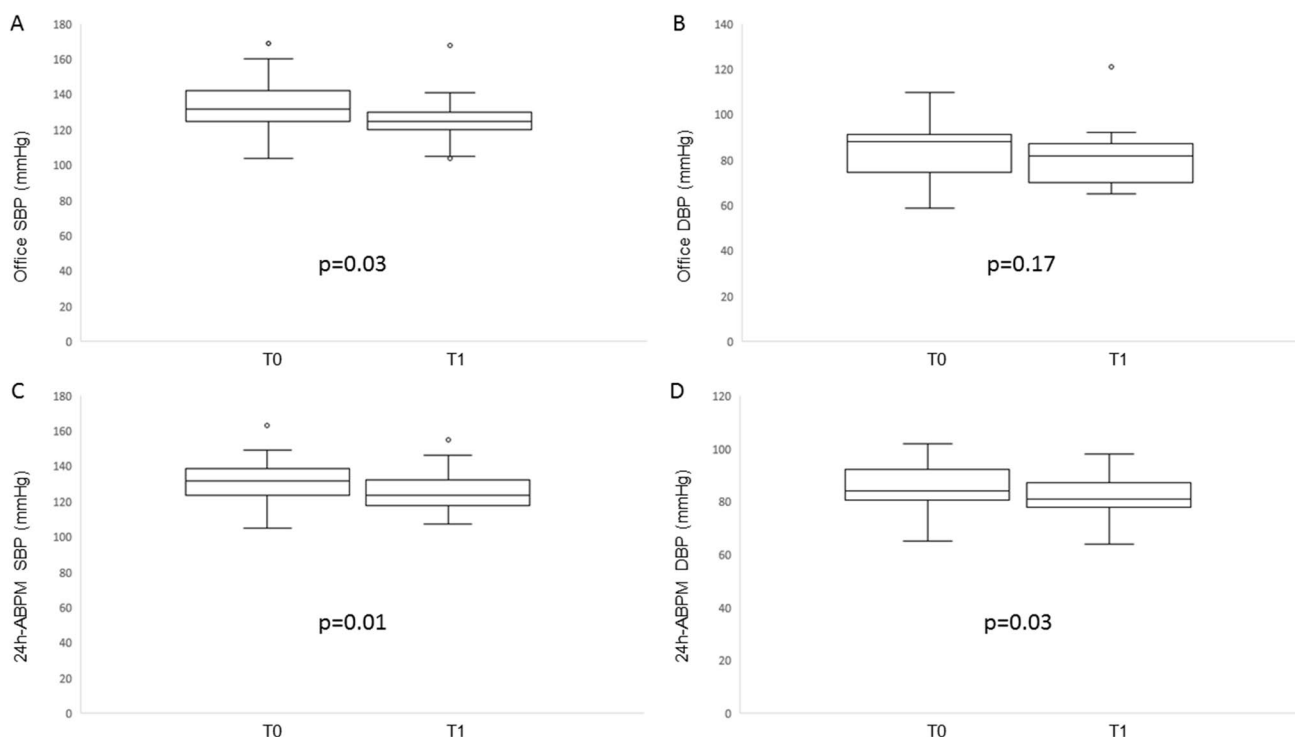 A
180
160
140
120
100
80
60
40
20
0
Office SBP (mmHg)
p=0.03
T0 T1
B
140
120
100
80
60
40
20
0
Office DBP (mmHg)
p=0.17
T0 T1
C
180
160
140
120
100
80
60
40
20
0
24h-ABPM SBP (mmHg)
p=0.01
T0 T1
D
120
100
80
60
40
20
0
24h-ABPM DBP (mmHg)
p=0.03
T0 T1